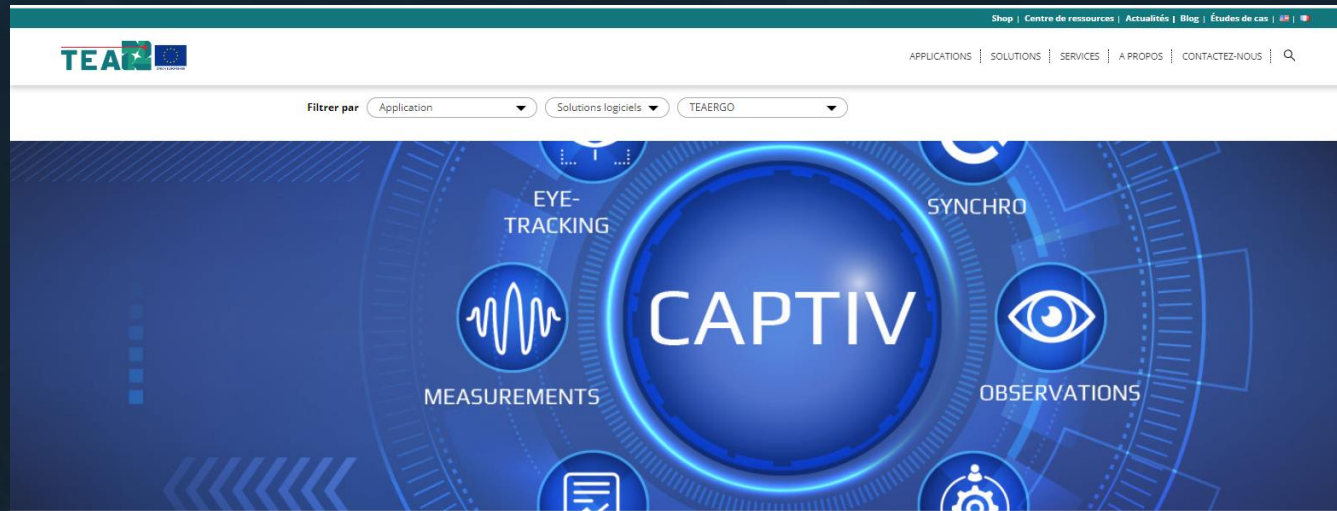 Shop | Centre de ressources | Actualités | Blog | Études de cas |
TEA
APPLICATIONS SOLUTIONS SERVICES A PROPOS CONTACTEZ-NOUS
Filtrer par Application Solutions logiciels TEAERGO
EYE-
TRACKING
SYNCHRO
CAPTIV
MEASUREMENTS
OBSERVATIONS